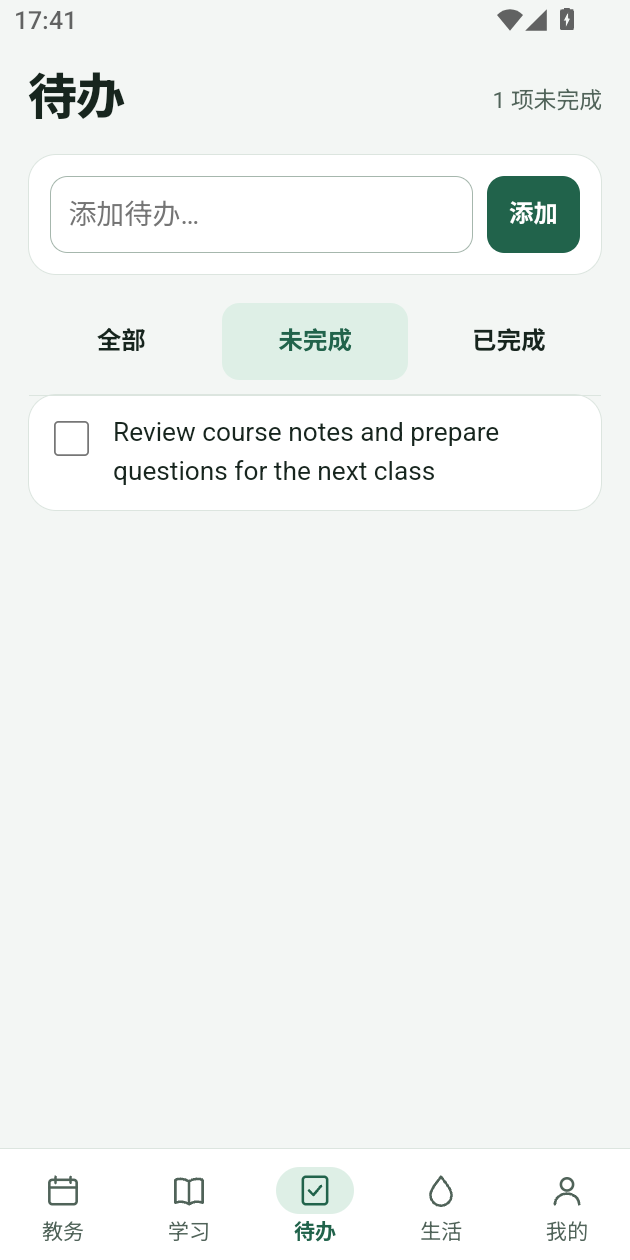 17:41
待办
1 项未完成
添加待办…
添加
全部
未完成
已完成
Review course notes and prepare
questions for the next class
教务
学习
待办
生活
我的